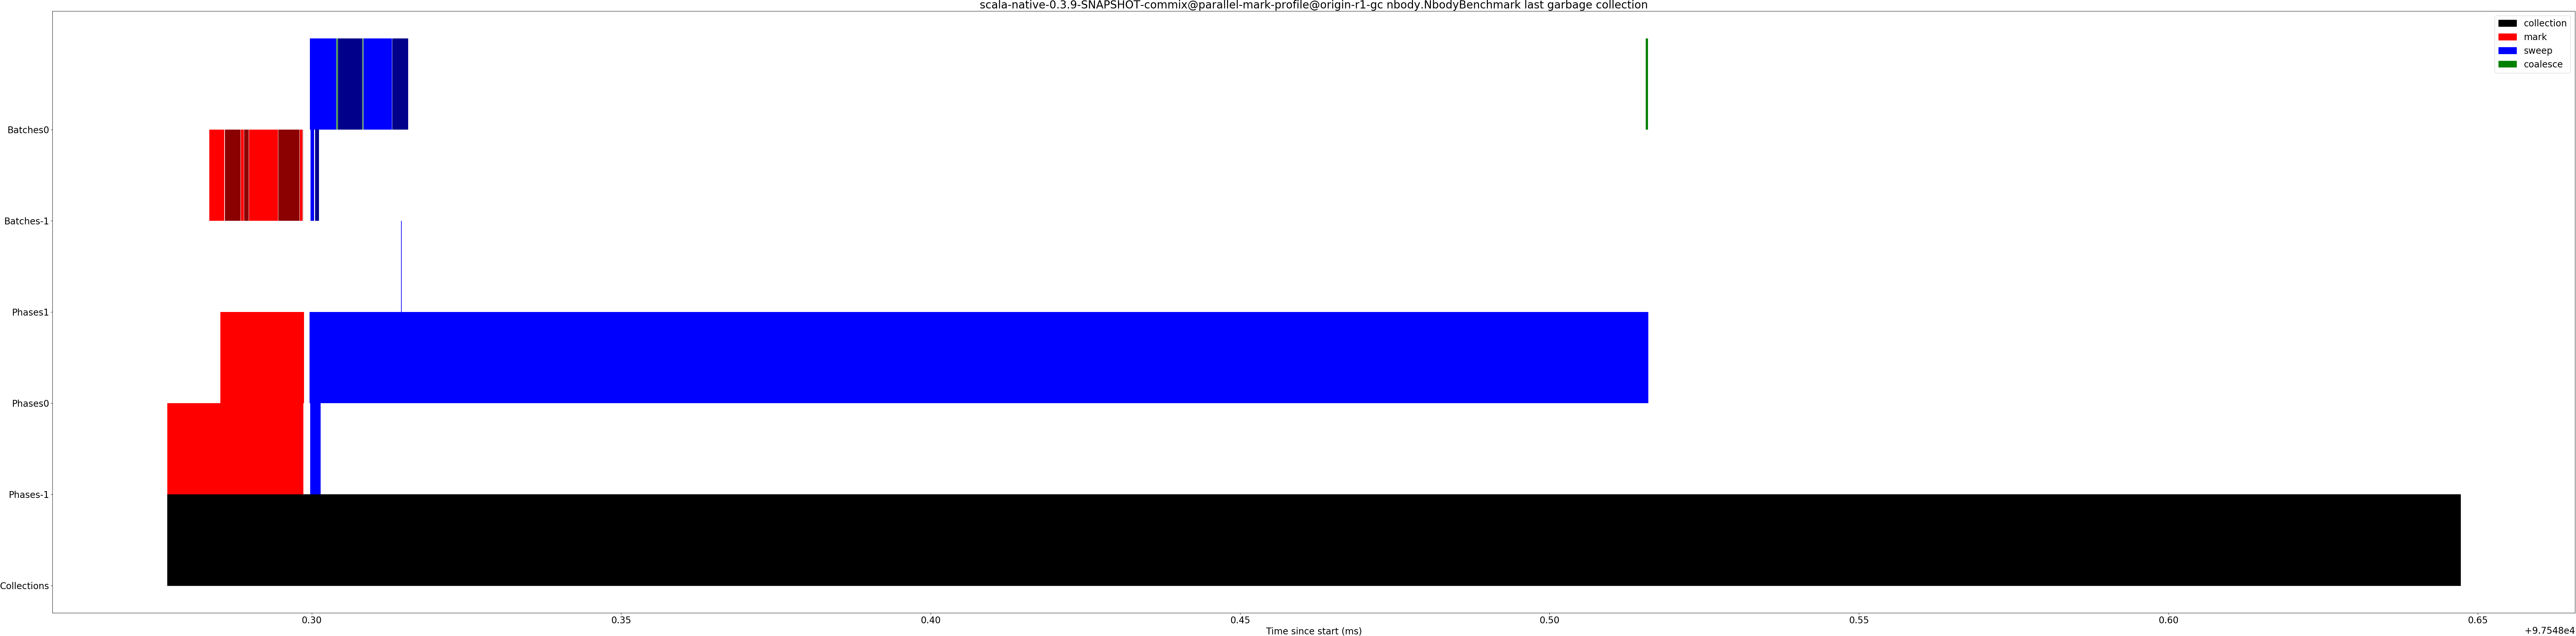 scala-native-0.3.9-SNAPSHOT-commix@parallel-mark-profile@origin-r1-gc nbody.NbodyBenchmark last garbage collection
collection
mark
sweep
coalesce
Batches0
Batches-1
Phases1
Phases0
Phases-1
Collections
0.30 0.35 0.40 0.45 0.50 0.55 0.60 0.65
Time since start (ms)
+9.7548e4